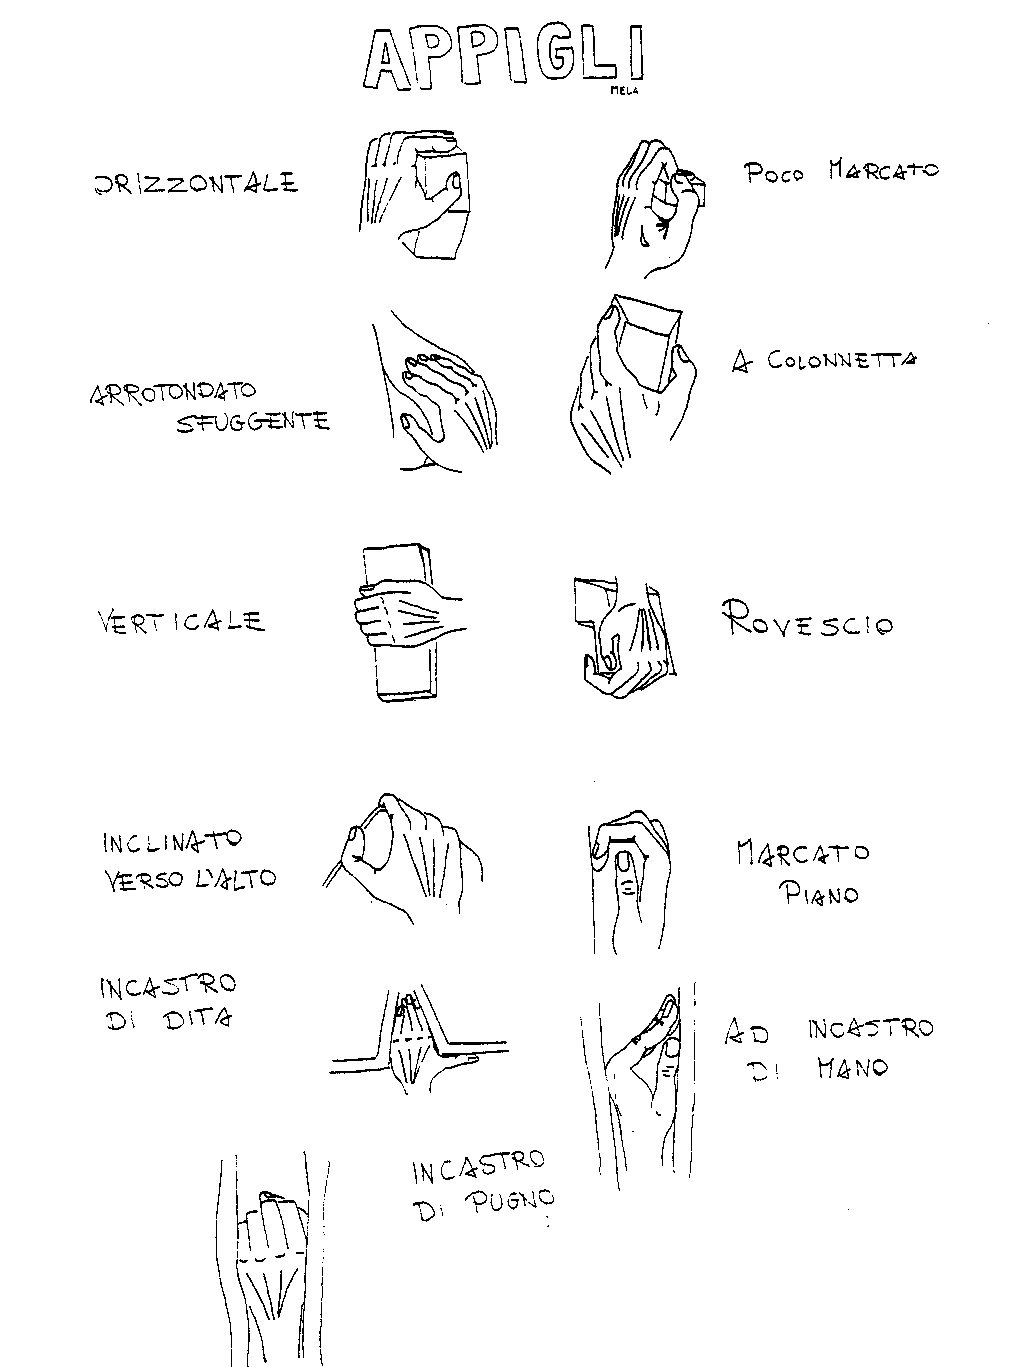 APPIGLI
MELA
ORIZZONTALE
POCO MARCATO
ARROTONDATO
SFUGGENTE
A COLONNETTA
VERTICALE
ROVESCIO
INCLINATO
VERSO L'ALTO
MARCATO
PIANO
INCASTRO
DI DITA
AD INCASTRO
DI MANO
INCASTRO
DI PUGNO